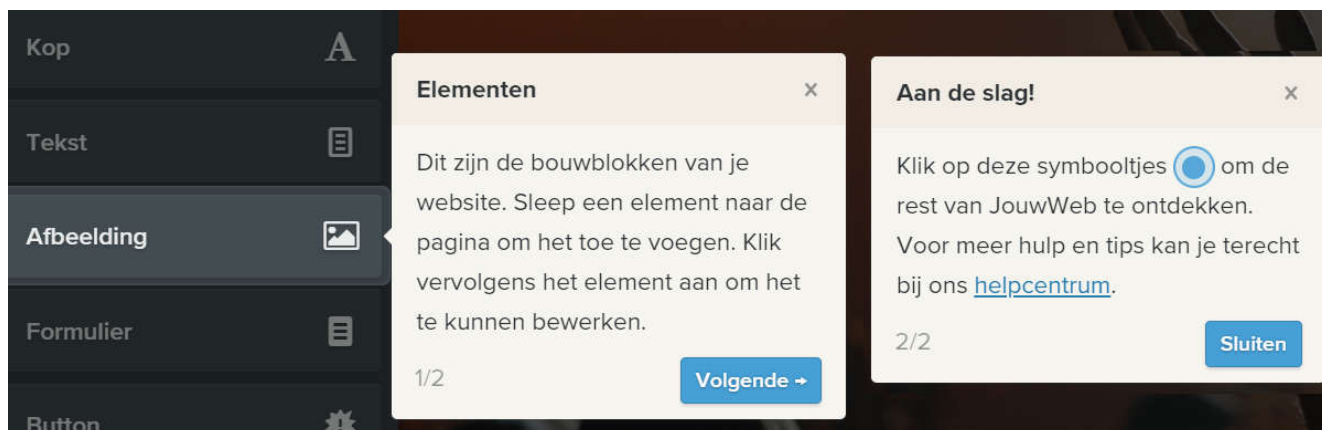 Kop
Tekst
Afbeelding
Formulier
Button
Elementen
Dit zijn de bouwblokken van je
website. Sleep een element naar de
pagina om het toe te voegen. Klik
vervolgens het element aan om het
te kunnen bewerken.
1/2
Volgende →
Aan de slag!
Klik op deze symbooltjes om de
rest van JouwWeb te ontdekken.
Voor meer hulp en tips kan je terecht
bij ons helpcentrum.
2/2
Sluiten